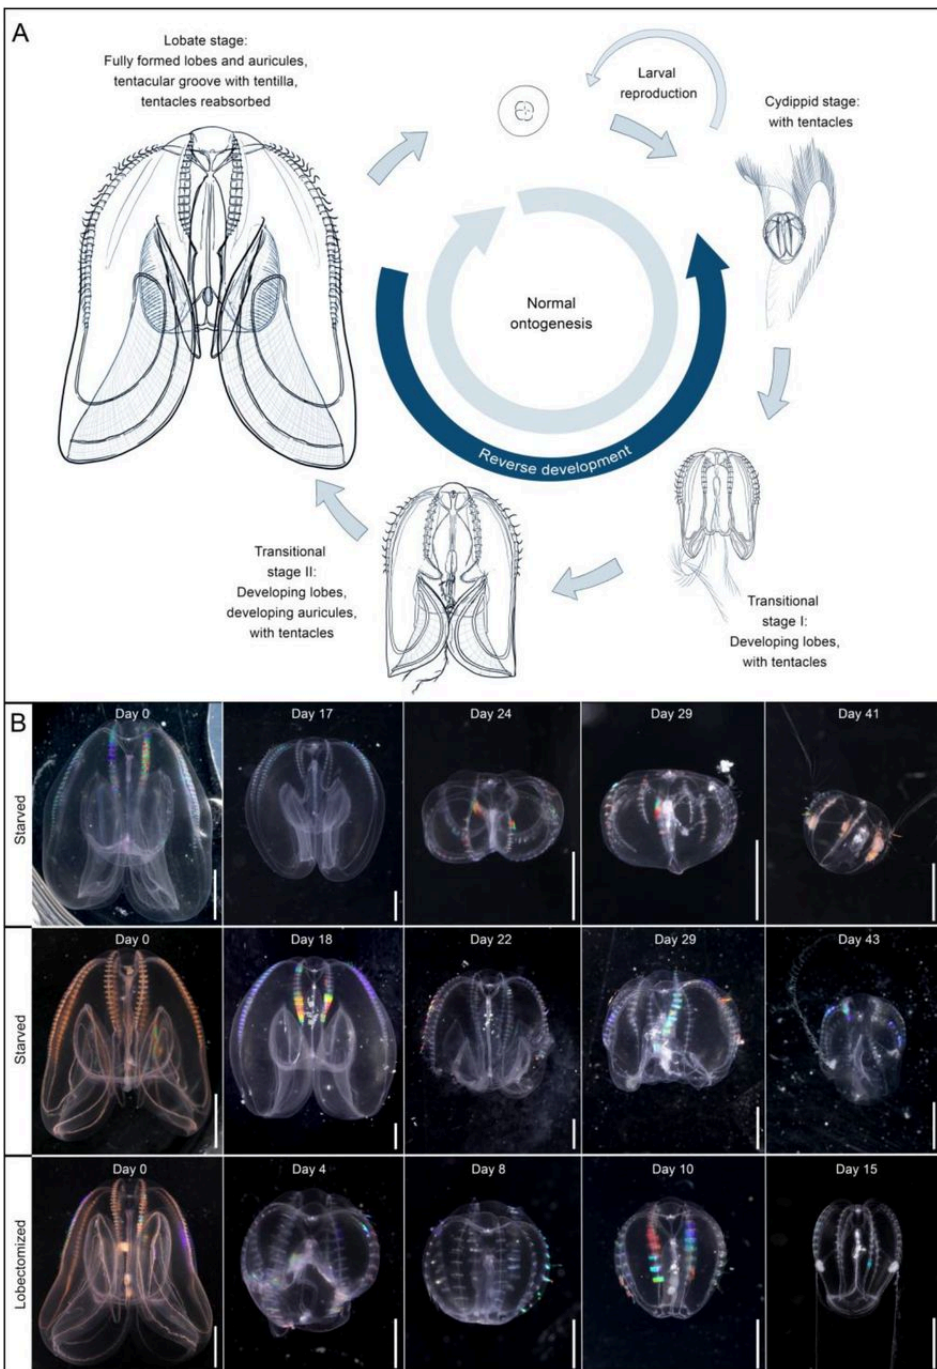 A
Lobate stage:
Fully formed lobes and auricules,
tentacular groove with tentilla,
tentacles reabsorbed
Larval
reproduction
Cydippid stage:
with tentacles
Normal
ontogenesis
Reverse development
Transitional
stage I:
Developing lobes,
with tentacles
Transitional
stage II:
Developing lobes,
developing auricules,
with tentacles
B
Starved
Day 0
Day 17
Day 24
Day 29
Day 41
Starved
Day 0
Day 18
Day 22
Day 29
Day 43
Lobectomized
Day 0
Day 4
Day 8
Day 10
Day 15